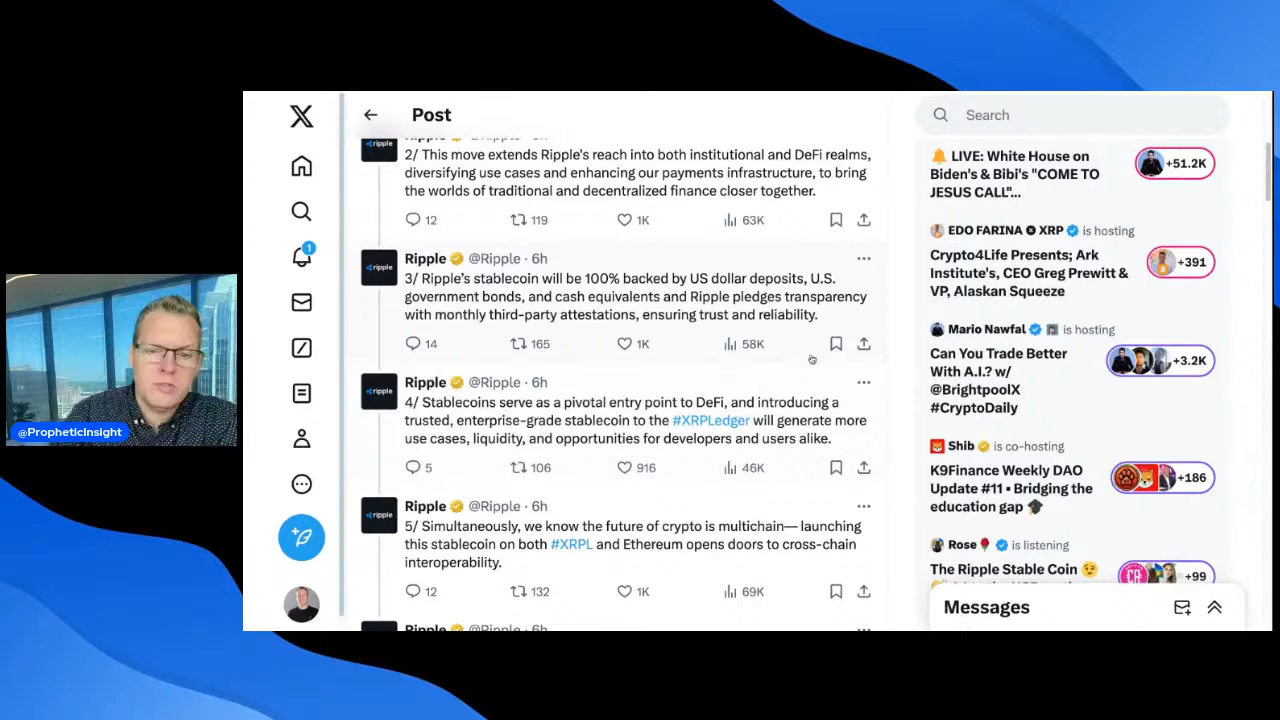 Post
Search
Ripple @Ripple
ripple
2/ This move extends Ripple's reach into both institutional and DeFi realms,
diversifying use cases and enhancing our payments infrastructure, to bring
the worlds of traditional and decentralized finance closer together.
12 119 1K 63K
Ripple @Ripple · 6h
ripple
3/ Ripple's stablecoin will be 100% backed by US dollar deposits, U.S.
government bonds, and cash equivalents and Ripple pledges transparency
with monthly third-party attestations, ensuring trust and reliability.
14 165 1K 58K
Ripple @Ripple · 6h
ripple
4/ Stablecoins serve as a pivotal entry point to DeFi, and introducing a
trusted, enterprise-grade stablecoin to the #XRPLedger will generate more
use cases, liquidity, and opportunities for developers and users alike.
5 106 916 46K
Ripple @Ripple · 6h
ripple
5/ Simultaneously, we know the future of crypto is multichain— launching
this stablecoin on both #XRPL and Ethereum opens doors to cross-chain
interoperability.
12 132 1K 69K
Ripple @Ripple · 6h
LIVE: White House on
Biden's & Bibi's "COME TO
JESUS CALL"...
+51.2K
EDO FARINA XRP is hosting
Crypto4Life Presents; Ark
Institute's, CEO Greg Prewitt &
VP, Alaskan Squeeze
+391
Mario Nawfal is hosting
Can You Trade Better
With A.I.? w/
@BrightpoolX
#CryptoDaily
+3.2K
Shib is co-hosting
K9Finance Weekly DAO
Update #11 ▪ Bridging the
education gap
+186
Rose is listening
The Ripple Stable Coin
+99
Messages
1
@PropheticInsight